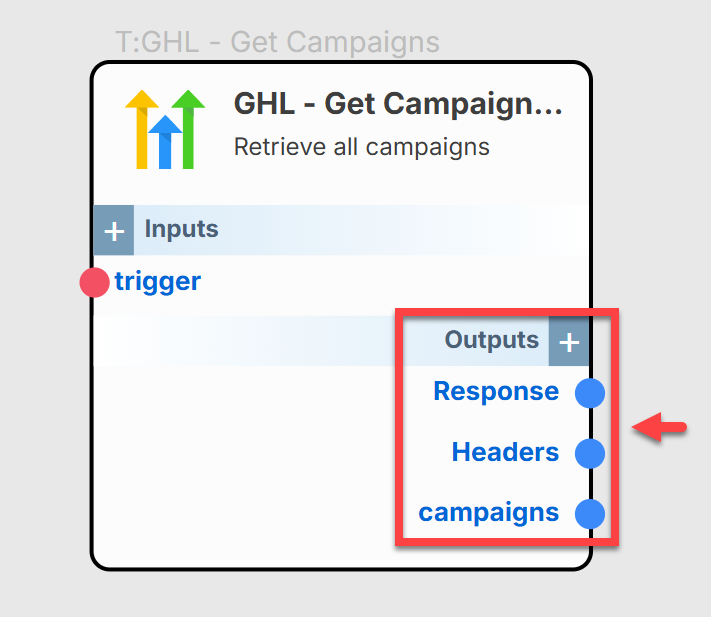 T:GHL - Get Campaigns
GHL - Get Campaign...
Retrieve all campaigns
+ Inputs
trigger
Outputs +
Response
Headers
campaigns